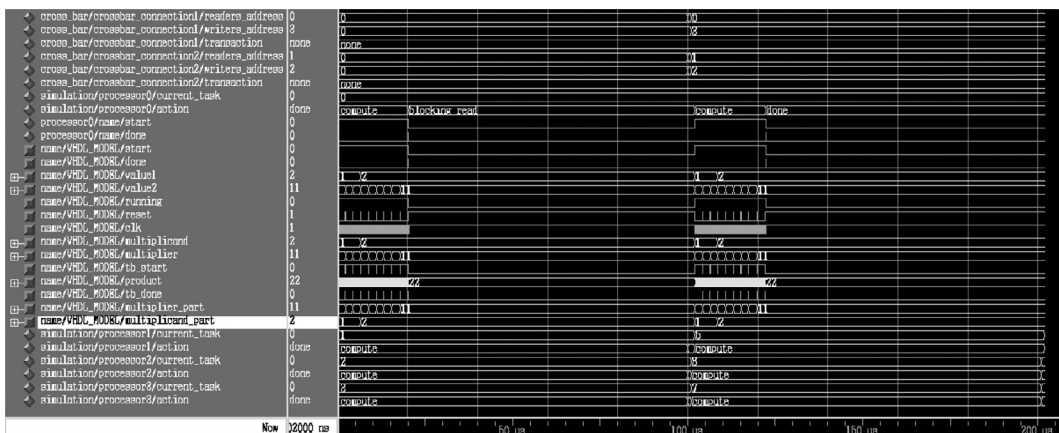 cross_bar/crossbar_connection1/readers_address 0 0 0
cross_bar/crossbar_connection1/writers_address 3 0 3
cross_bar/crossbar_connection1/transaction none none
cross_bar/crossbar_connection2/readers_address 1 0 1
cross_bar/crossbar_connection2/writers_address 2 0 2
cross_bar/crossbar_connection2/transaction none none
simulation/processor0/current_task 0 0
simulation/processor0/action done compute blocking_read compute done
processor0/name/start 0
processor0/name/done 0
name/VHDL_MODEL/start 0
name/VHDL_MODEL/done 0
name/VHDL_MODEL/value1 2 1 2 1 2
name/VHDL_MODEL/value2 11 11 11
name/VHDL_MODEL/running 0
name/VHDL_MODEL/reset 1
name/VHDL_MODEL/clk 1
name/VHDL_MODEL/multiplicand 2 1 2 1 2
name/VHDL_MODEL/multiplier 11 11 11
name/VHDL_MODEL/tb_start 0
name/VHDL_MODEL/product 22 22 22
name/VHDL_MODEL/tb_done 0
name/VHDL_MODEL/multiplier_part 11 11 11
name/VHDL_MODEL/multiplicand_part 2 1 2 1 2
simulation/processor1/current_task 0 1 5
simulation/processor1/action done compute compute
simulation/processor2/current_task 0 2
simulation/processor2/action done compute compute
simulation/processor3/current_task 0 3
simulation/processor3/action done compute compute
Now 02000 ns 50 us 100 us 150 us 200 us